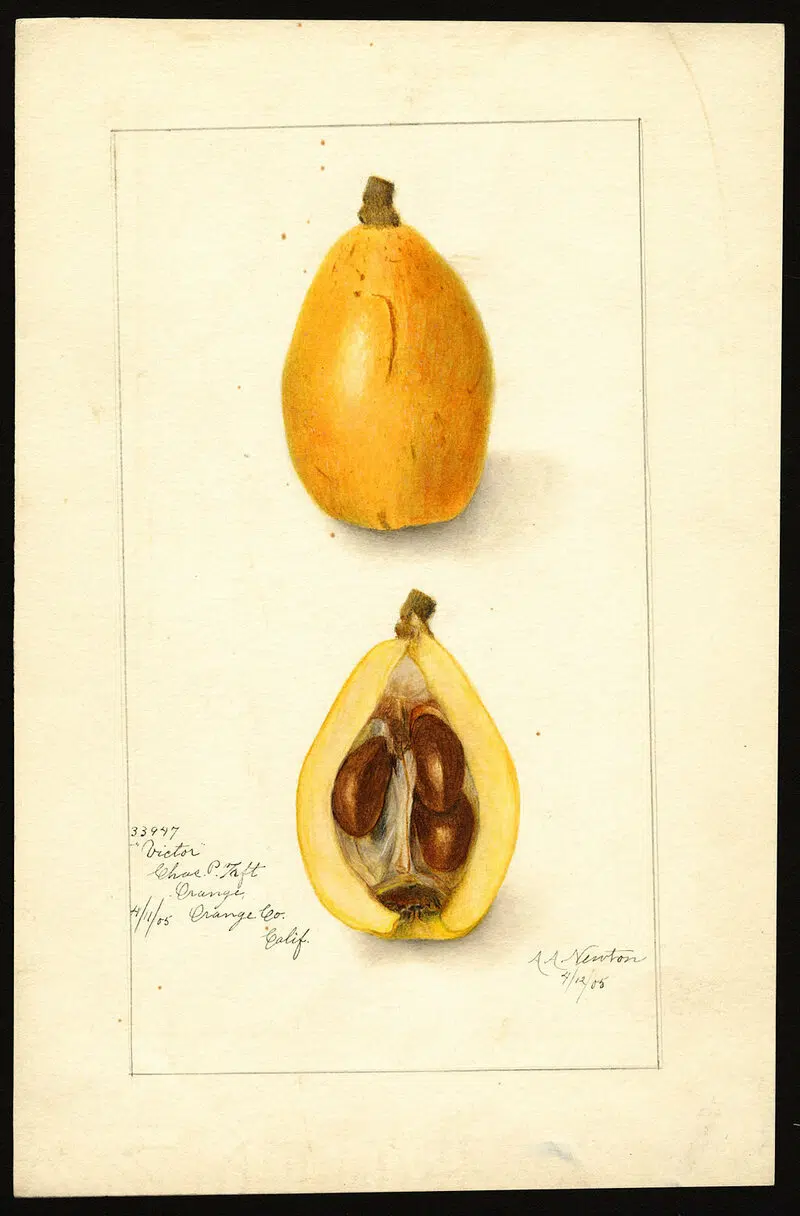 33947
"Victor"
Chas. P. Taft
Orange,
4/11/05 Orange Co.
Calif.
A A Newton
4/12/05